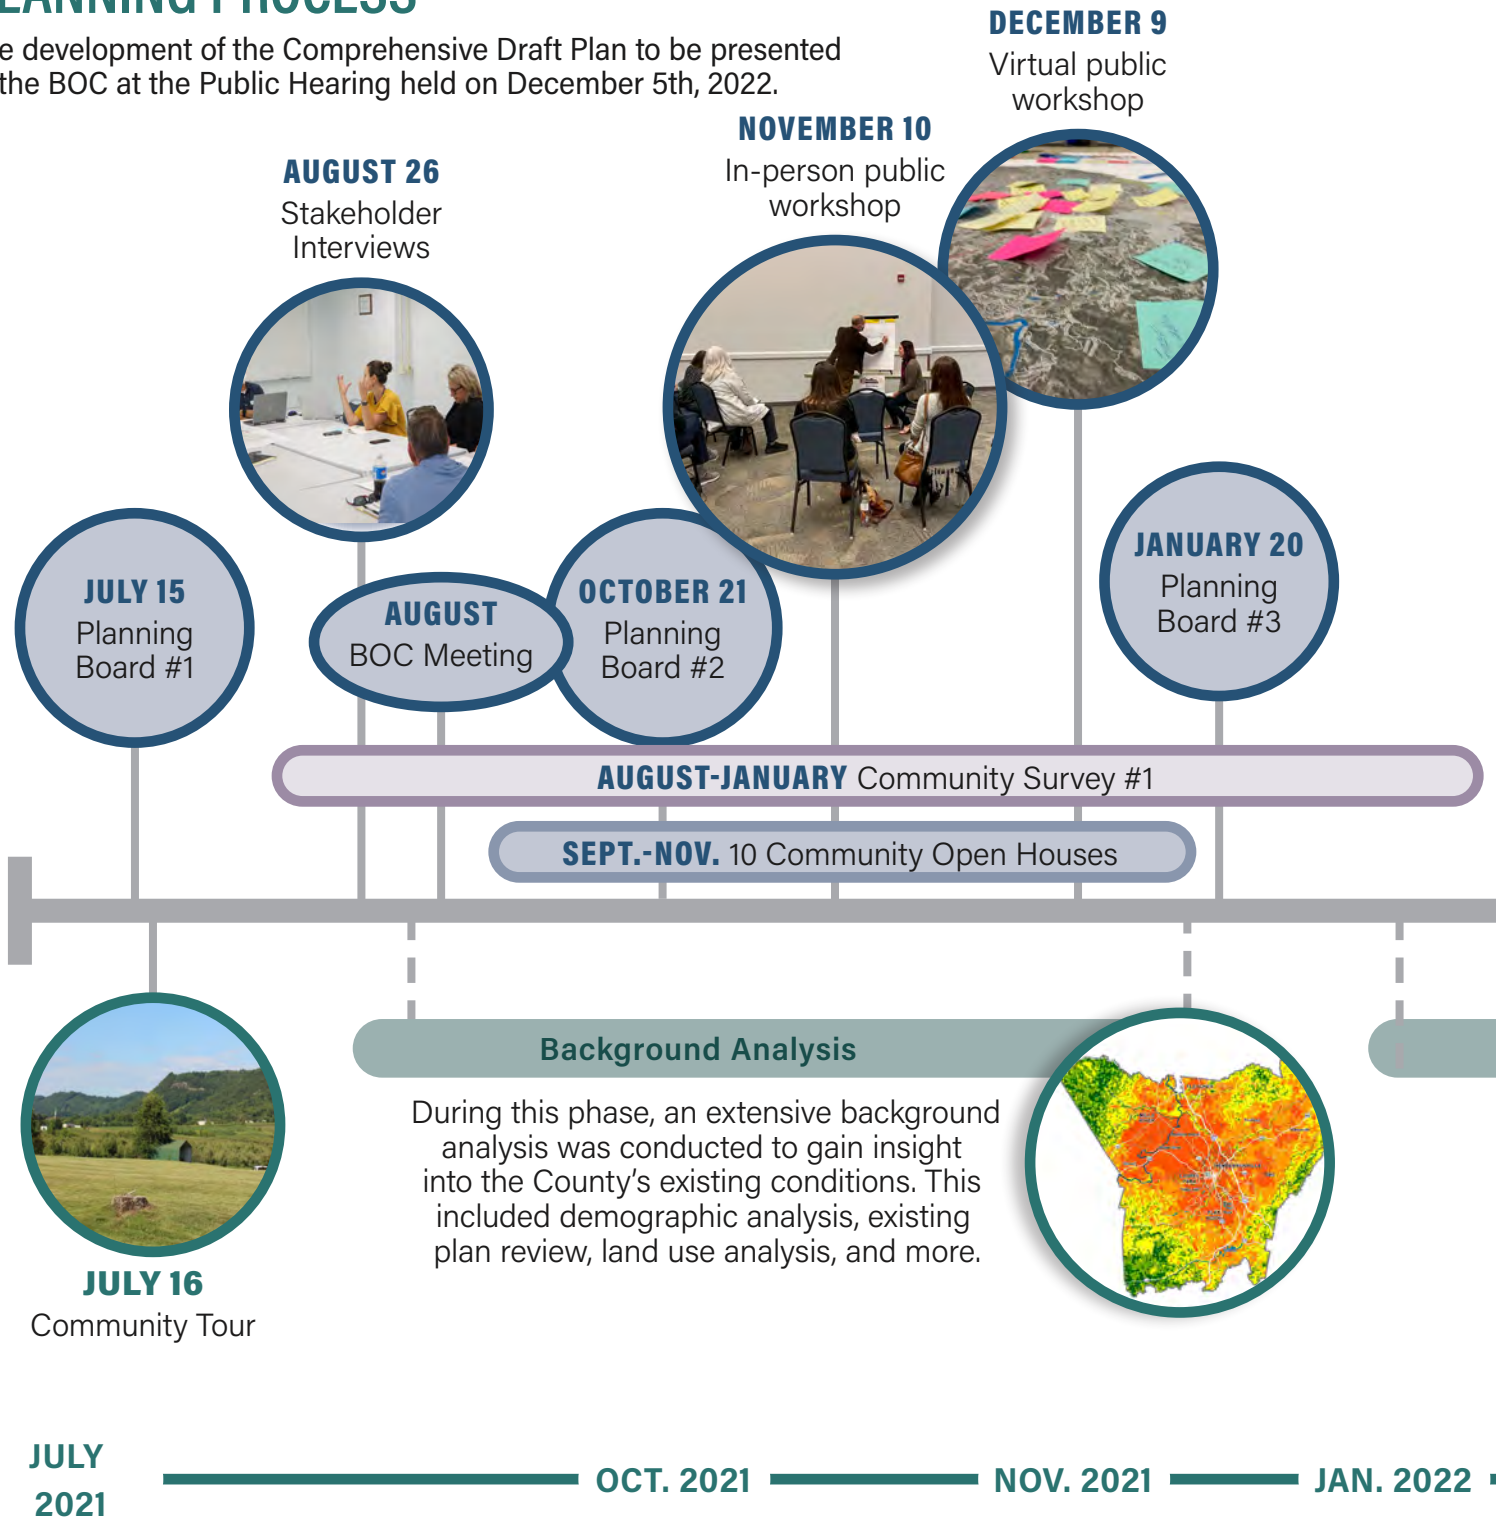 PLANNING PROCESS
e development of the Comprehensive Draft Plan to be presented
the BOC at the Public Hearing held on December 5th, 2022.
DECEMBER 9
Virtual public
workshop
NOVEMBER 10
In-person public
workshop
AUGUST 26
Stakeholder
Interviews
JULY 15
Planning
Board #1
AUGUST
BOC Meeting
OCTOBER 21
Planning
Board #2
JANUARY 20
Planning
Board #3
AUGUST-JANUARY Community Survey #1
SEPT.-NOV. 10 Community Open Houses
Background Analysis
During this phase, an extensive background
analysis was conducted to gain insight
into the County’s existing conditions. This
included demographic analysis, existing
plan review, land use analysis, and more.
JULY 16
Community Tour
JULY
2021
OCT. 2021
NOV. 2021
JAN. 2022